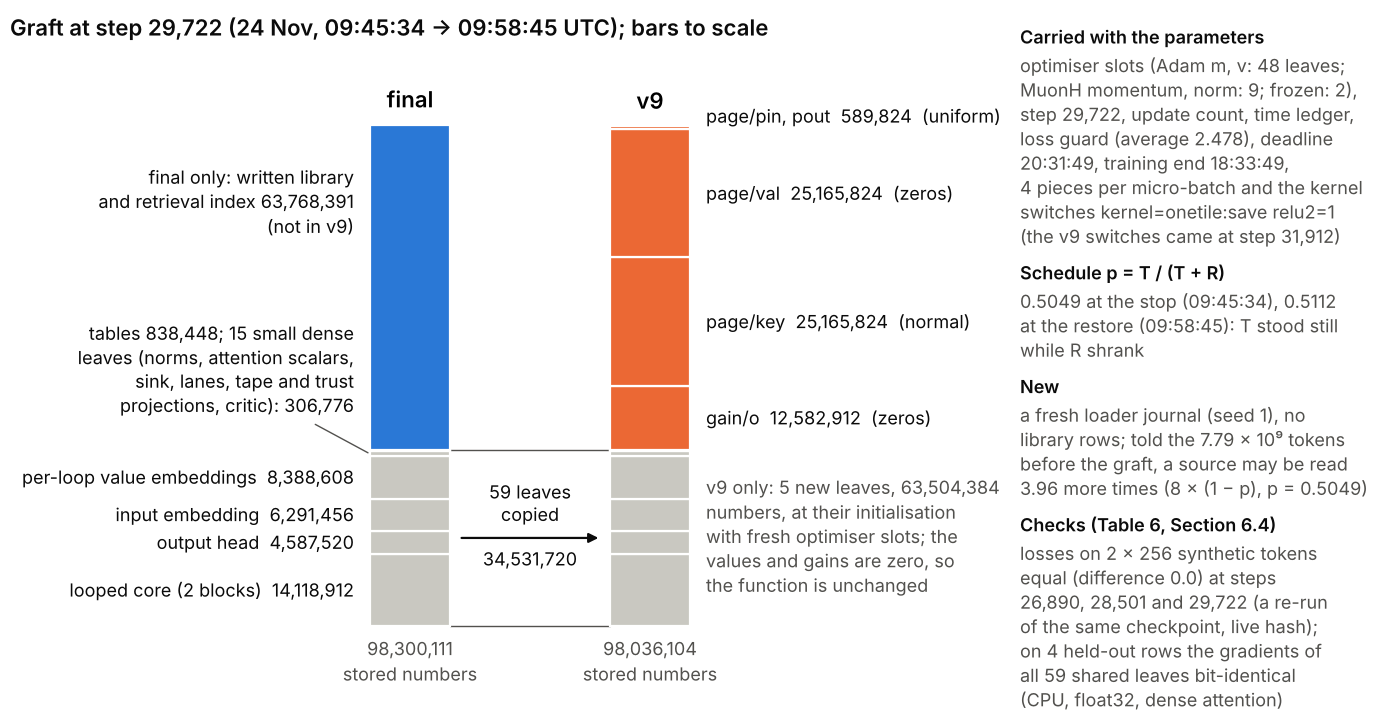 Graft at step 29,722 (24 Nov, 09:45:34 → 09:58:45 UTC); bars to scale
final
v9
final only: written library
and retrieval index 63,768,391
(not in v9)
tables 838,448; 15 small dense
leaves (norms, attention scalars,
sink, lanes, tape and trust
projections, critic): 306,776
per-loop value embeddings 8,388,608
input embedding 6,291,456
output head 4,587,520
looped core (2 blocks) 14,118,912
59 leaves
copied
34,531,720
98,300,111
stored numbers
98,036,104
stored numbers
page/pin, pout 589,824 (uniform)
page/val 25,165,824 (zeros)
page/key 25,165,824 (normal)
gain/o 12,582,912 (zeros)
v9 only: 5 new leaves, 63,504,384
numbers, at their initialisation
with fresh optimiser slots; the
values and gains are zero, so
the function is unchanged
Carried with the parameters
optimiser slots (Adam m, v: 48 leaves;
MuonH momentum, norm: 9; frozen: 2),
step 29,722, update count, time ledger,
loss guard (average 2.478), deadline
20:31:49, training end 18:33:49,
4 pieces per micro-batch and the kernel
switches kernel=onetile:save relu2=1
(the v9 switches came at step 31,912)
Schedule p = T / (T + R)
0.5049 at the stop (09:45:34), 0.5112
at the restore (09:58:45): T stood still
while R shrank
New
a fresh loader journal (seed 1), no
library rows; told the 7.79 × 10⁹ tokens
before the graft, a source may be read
3.96 more times (8 × (1 − p), p = 0.5049)
Checks (Table 6, Section 6.4)
losses on 2 × 256 synthetic tokens
equal (difference 0.0) at steps
26,890, 28,501 and 29,722 (a re-run
of the same checkpoint, live hash);
on 4 held-out rows the gradients of
all 59 shared leaves bit-identical
(CPU, float32, dense attention)